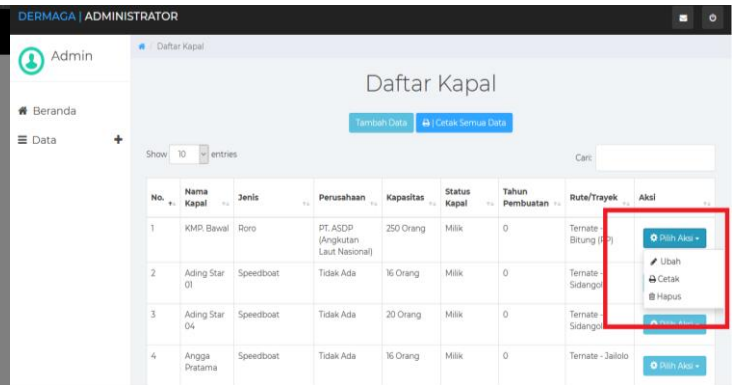 DERMAGA | ADMINISTRATOR
Admin
/ Daftar Kapal
Daftar Kapal
Beranda
Data
Tambah Data
| Cetak Semua Data
Show 10 entries
Cari:
No. Nama Kapal Jenis Perusahaan Kapasitas Status Kapal Tahun Pembuatan Rute/Trayek Aksi
1 KMP. Bawal Roro PT. ASDP (Angkutan Laut Nasional) 250 Orang Milik 0 Ternate - Bitung (PP) Pilih Aksi
Ubah
Cetak
Hapus
2 Ading Star 01 Speedboat Tidak Ada 16 Orang Milik 0 Ternate - Sidangol
3 Ading Star 04 Speedboat Tidak Ada 20 Orang Milik 0 Ternate - Sidangol Pilih Aksi
4 Angga Pratama Speedboat Tidak Ada 16 Orang Milik 0 Ternate - Jailolo Pilih Aksi